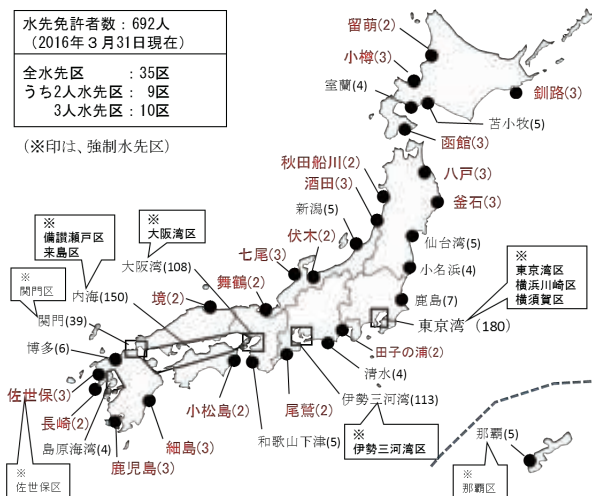 水先免許者数：692人
（2016年３月31日現在）
全水先区　　：35区
うち2人水先区：　9区
3人水先区：10区
（※印は、強制水先区）
留萌(2)
小樽(3)
室蘭(4)
釧路(3)
苫小牧(5)
函館(3)
秋田船川(2)
八戸(3)
酒田(3)
釜石(3)
新潟(5)
※
大阪湾区
※
備讃瀬戸区
来島区
伏木(2)
仙台湾(5)
七尾(3)
大阪湾(108)
小名浜(4)
※
東京湾区
横浜川崎区
横須賀区
※
関門区
舞鶴(2)
内海(150)
境(2)
鹿島(7)
関門(39)
東京湾（180）
博多(6)
田子の浦(2)
清水(4)
佐世保(3)
小松島(2)
尾鷲(2)
伊勢三河湾(113)
長崎(2)
※
伊勢三河湾区
島原海湾(4)
細島(3)
和歌山下津(5)
那覇(5)
鹿児島(3)
※
佐世保区
※
那覇区